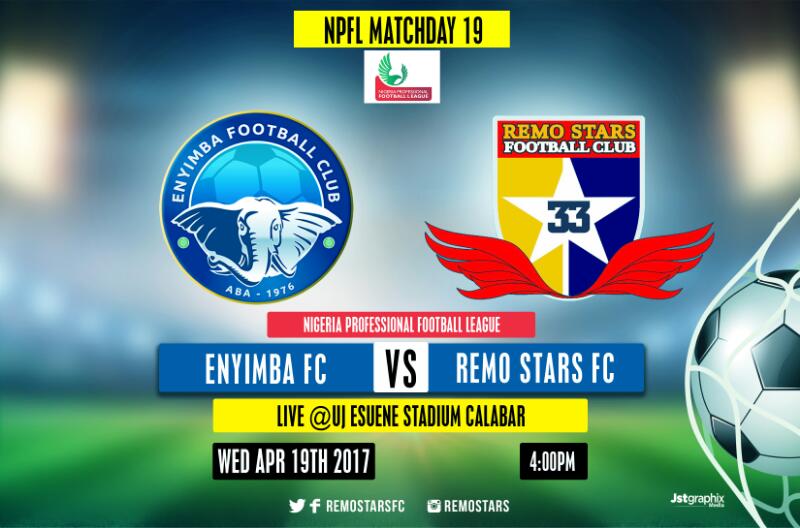 NPFL MATCHDAY 19
NIGERIA PROFESSIONAL
FOOTBALL LEAGUE
ENYIMBA FOOTBALL CLUB
ABA - 1976
REMO STARS
FOOTBALL CLUB
33
NIGERIA PROFESSIONAL FOOTBALL LEAGUE
ENYIMBA FC VS REMO STARS FC
LIVE @UJ ESUENE STADIUM CALABAR
WED APR 19TH 2017 4:00PM
REMOSTARSFC REMOSTARS
Jstgraphix
Media